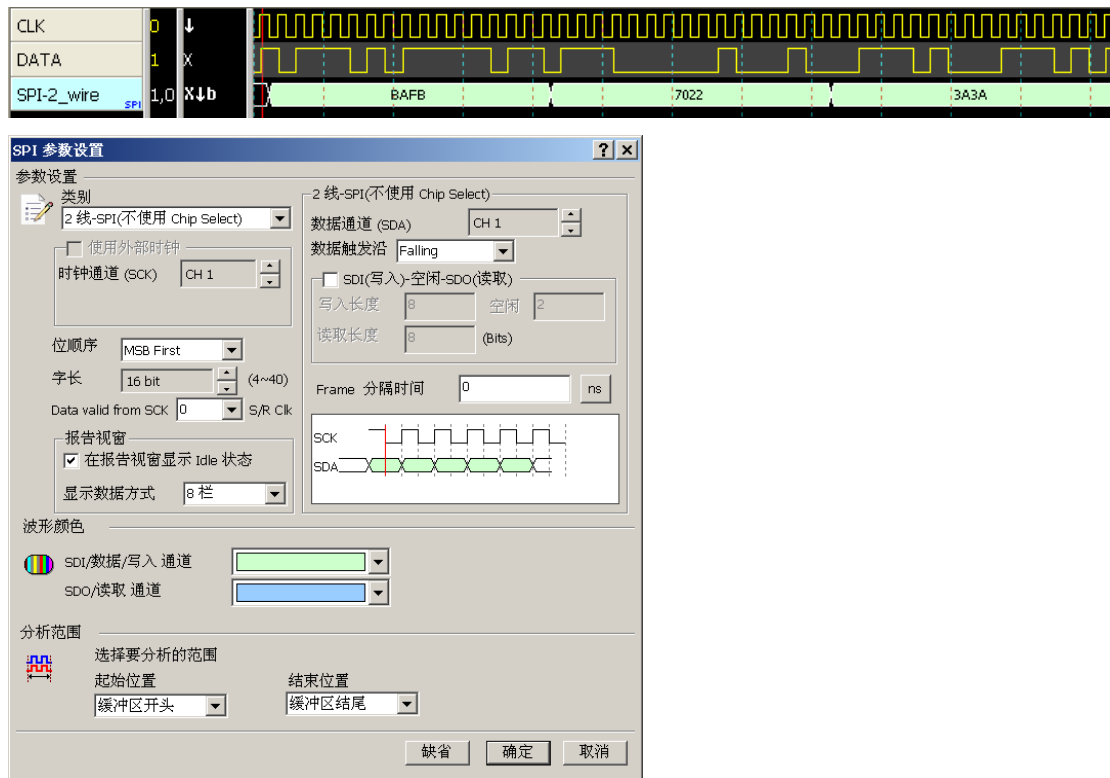 CLK 0 ↓
DATA 1 X
SPI-2_wire SPI 1,0 X↓b BAFB 7022 3A3A
SPI 参数设置
参数设置
类别
2 线-SPI(不使用 Chip Select)
使用外部时钟
时钟通道 (SCK) CH 1
位顺序 MSB First
字长 16 bit (4~40)
Data valid from SCK 0 S/R Clk
报告视窗
在报告视窗显示 Idle 状态
显示数据方式 8 栏
2 线-SPI(不使用 Chip Select)
数据通道 (SDA) CH 1
数据触发沿 Falling
SDI(写入)-空闲-SDO(读取)
写入长度 8 空闲 2
读取长度 8 (Bits)
Frame 分隔时间 0 ns
SCK
SDA
波形颜色
SDI/数据/写入 通道
SDO/读取 通道
分析范围
选择要分析的范围
起始位置 结束位置
缓冲区开头 缓冲区结尾
缺省 确定 取消